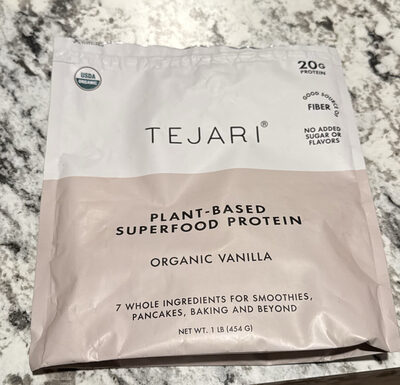 USDA
ORGANIC
20G
PROTEIN
GOOD SOURCE OF
FIBER
NO ADDED
SUGAR OR
FLAVORS
TEJARI®
PLANT-BASED
SUPERFOOD PROTEIN
ORGANIC VANILLA
7 WHOLE INGREDIENTS FOR SMOOTHIES,
PANCAKES, BAKING AND BEYOND
NET WT. 1 LB (454 G)